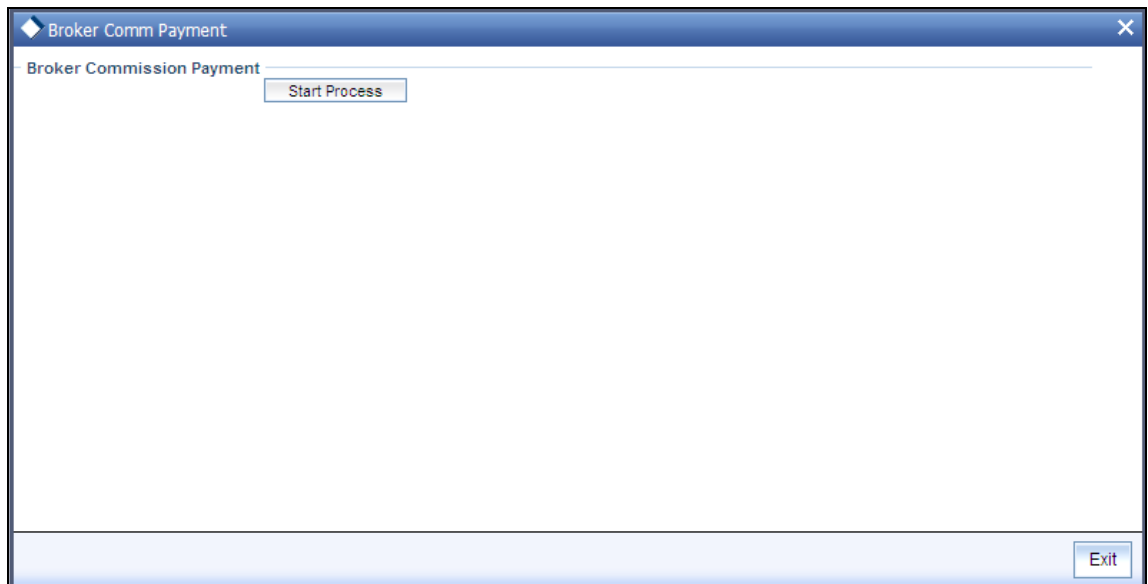 Broker Comm Payment
Broker Commission Payment
Start Process
Exit